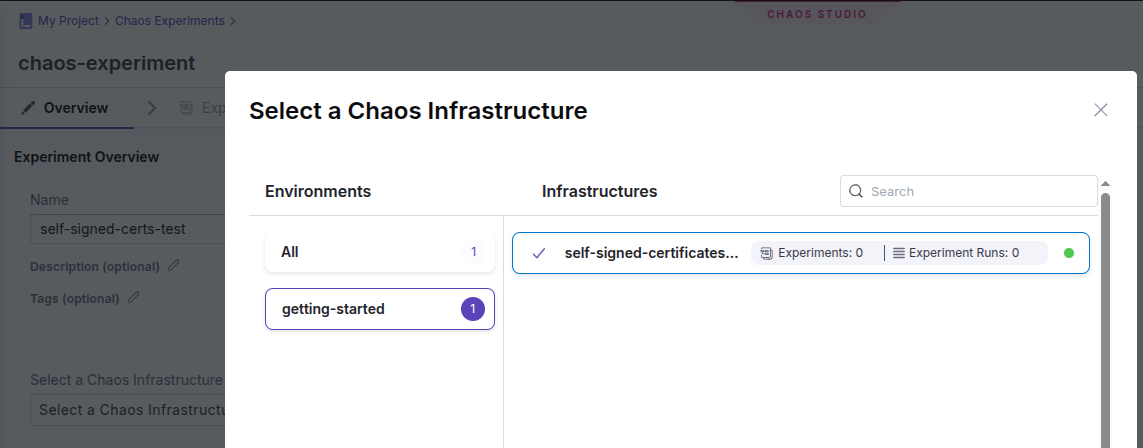 My Project > Chaos Experiments >
CHAOS STUDIO
chaos-experiment
Overview
Exp
Experiment Overview
Name
self-signed-certs-test
Description (optional)
Tags (optional)
Select a Chaos Infrastructure
Select a Chaos Infrastructu
Select a Chaos Infrastructure
Environments
Infrastructures
Search
All 1
getting-started 1
self-signed-certificates... Experiments: 0 | Experiment Runs: 0